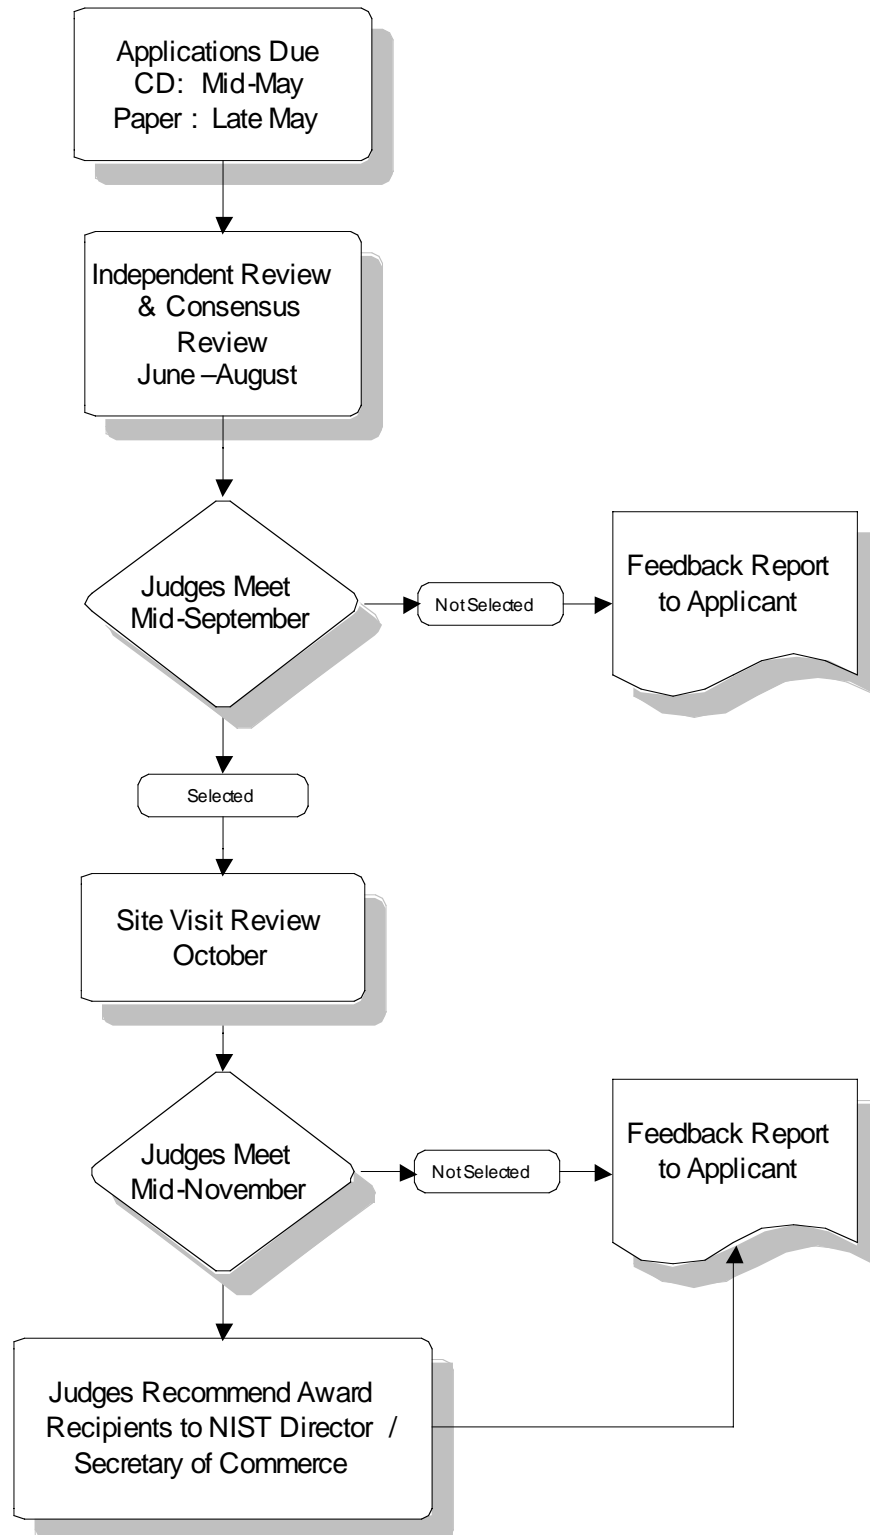 Applications Due
CD: Mid-May
Paper : Late May
Independent Review
& Consensus
Review
June –August
Judges Meet
Mid-September
Not Selected
Feedback Report
to Applicant
Selected
Site Visit Review
October
Judges Meet
Mid-November
Not Selected
Feedback Report
to Applicant
Judges Recommend Award
Recipients to NIST Director /
Secretary of Commerce